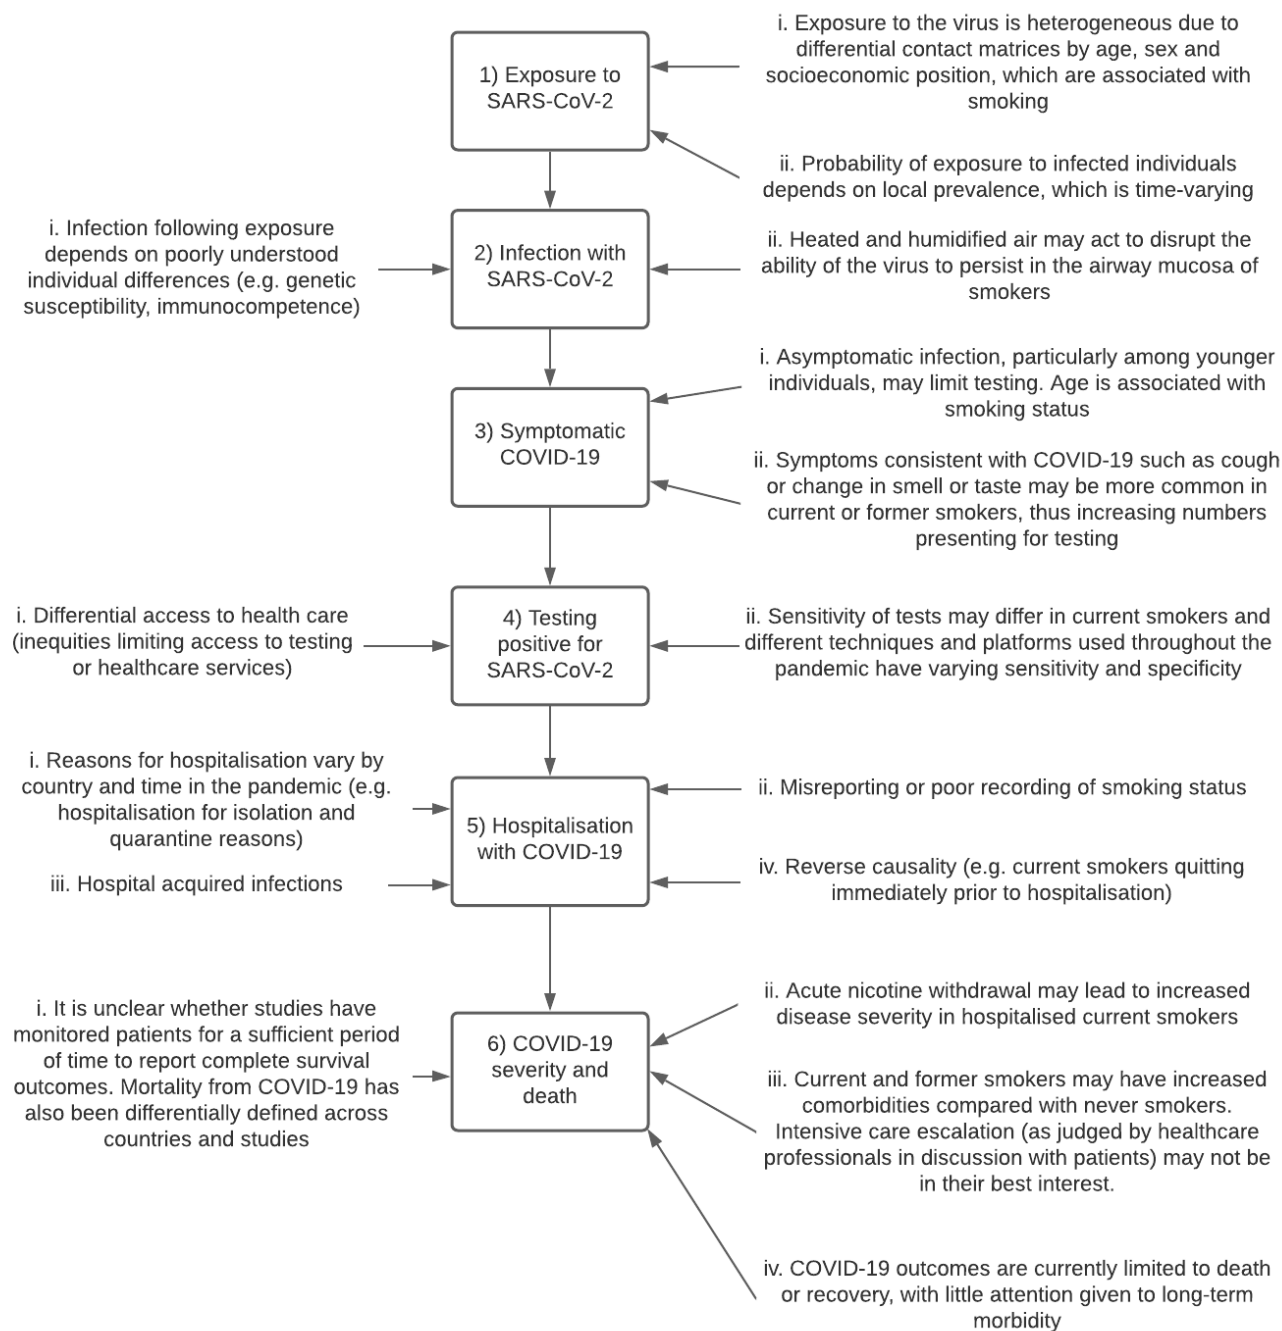 1) Exposure to
SARS-CoV-2
i. Exposure to the virus is heterogeneous due to
differential contact matrices by age, sex and
socioeconomic position, which are associated with
smoking
ii. Probability of exposure to infected individuals
depends on local prevalence, which is time-varying
i. Infection following exposure
depends on poorly understood
individual differences (e.g. genetic
susceptibility, immunocompetence)
2) Infection with
SARS-CoV-2
ii. Heated and humidified air may act to disrupt the
ability of the virus to persist in the airway mucosa of
smokers
3) Symptomatic
COVID-19
i. Asymptomatic infection, particularly among younger
individuals, may limit testing. Age is associated with
smoking status
ii. Symptoms consistent with COVID-19 such as cough
or change in smell or taste may be more common in
current or former smokers, thus increasing numbers
presenting for testing
i. Differential access to health care
(inequities limiting access to testing
or healthcare services)
4) Testing
positive for
SARS-CoV-2
ii. Sensitivity of tests may differ in current smokers and
different techniques and platforms used throughout the
pandemic have varying sensitivity and specificity
i. Reasons for hospitalisation vary by
country and time in the pandemic (e.g.
hospitalisation for isolation and
quarantine reasons)
iii. Hospital acquired infections
5) Hospitalisation
with COVID-19
ii. Misreporting or poor recording of smoking status
iv. Reverse causality (e.g. current smokers quitting
immediately prior to hospitalisation)
i. It is unclear whether studies have
monitored patients for a sufficient period
of time to report complete survival
outcomes. Mortality from COVID-19 has
also been differentially defined across
countries and studies
6) COVID-19
severity and
death
ii. Acute nicotine withdrawal may lead to increased
disease severity in hospitalised current smokers
iii. Current and former smokers may have increased
comorbidities compared with never smokers.
Intensive care escalation (as judged by healthcare
professionals in discussion with patients) may not be
in their best interest.
iv. COVID-19 outcomes are currently limited to death
or recovery, with little attention given to long-term
morbidity